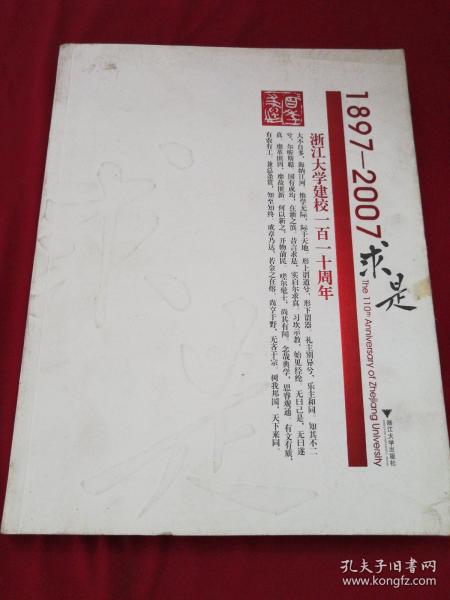 1897—2007
求是
The 110th Anniversary of Zhejiang University
浙江大学出版社
浙江大学建校一百一十周年
大不自多，海纳江河。惟学无际，际于天地。形上谓道兮，形下谓器。礼主别异兮，乐主和同。知其不二
兮，尔听斯聪。国有成均，在浙之滨。昔言求是，实启尔求真。习坎示教，始见经纶。无曰已是，无曰遂
真。靡革匪因，靡故匪新。何以新之，开物前民。嗟尔髦士，尚其有闻。念哉典学，思睿观通。有文有质，
有农有工。兼总条贯，知至知终。成章乃达，若金之在熔。尚亨于野，无吝于宗。树我邦国，天下来同。
孔夫子旧书网
www.kongfz.com